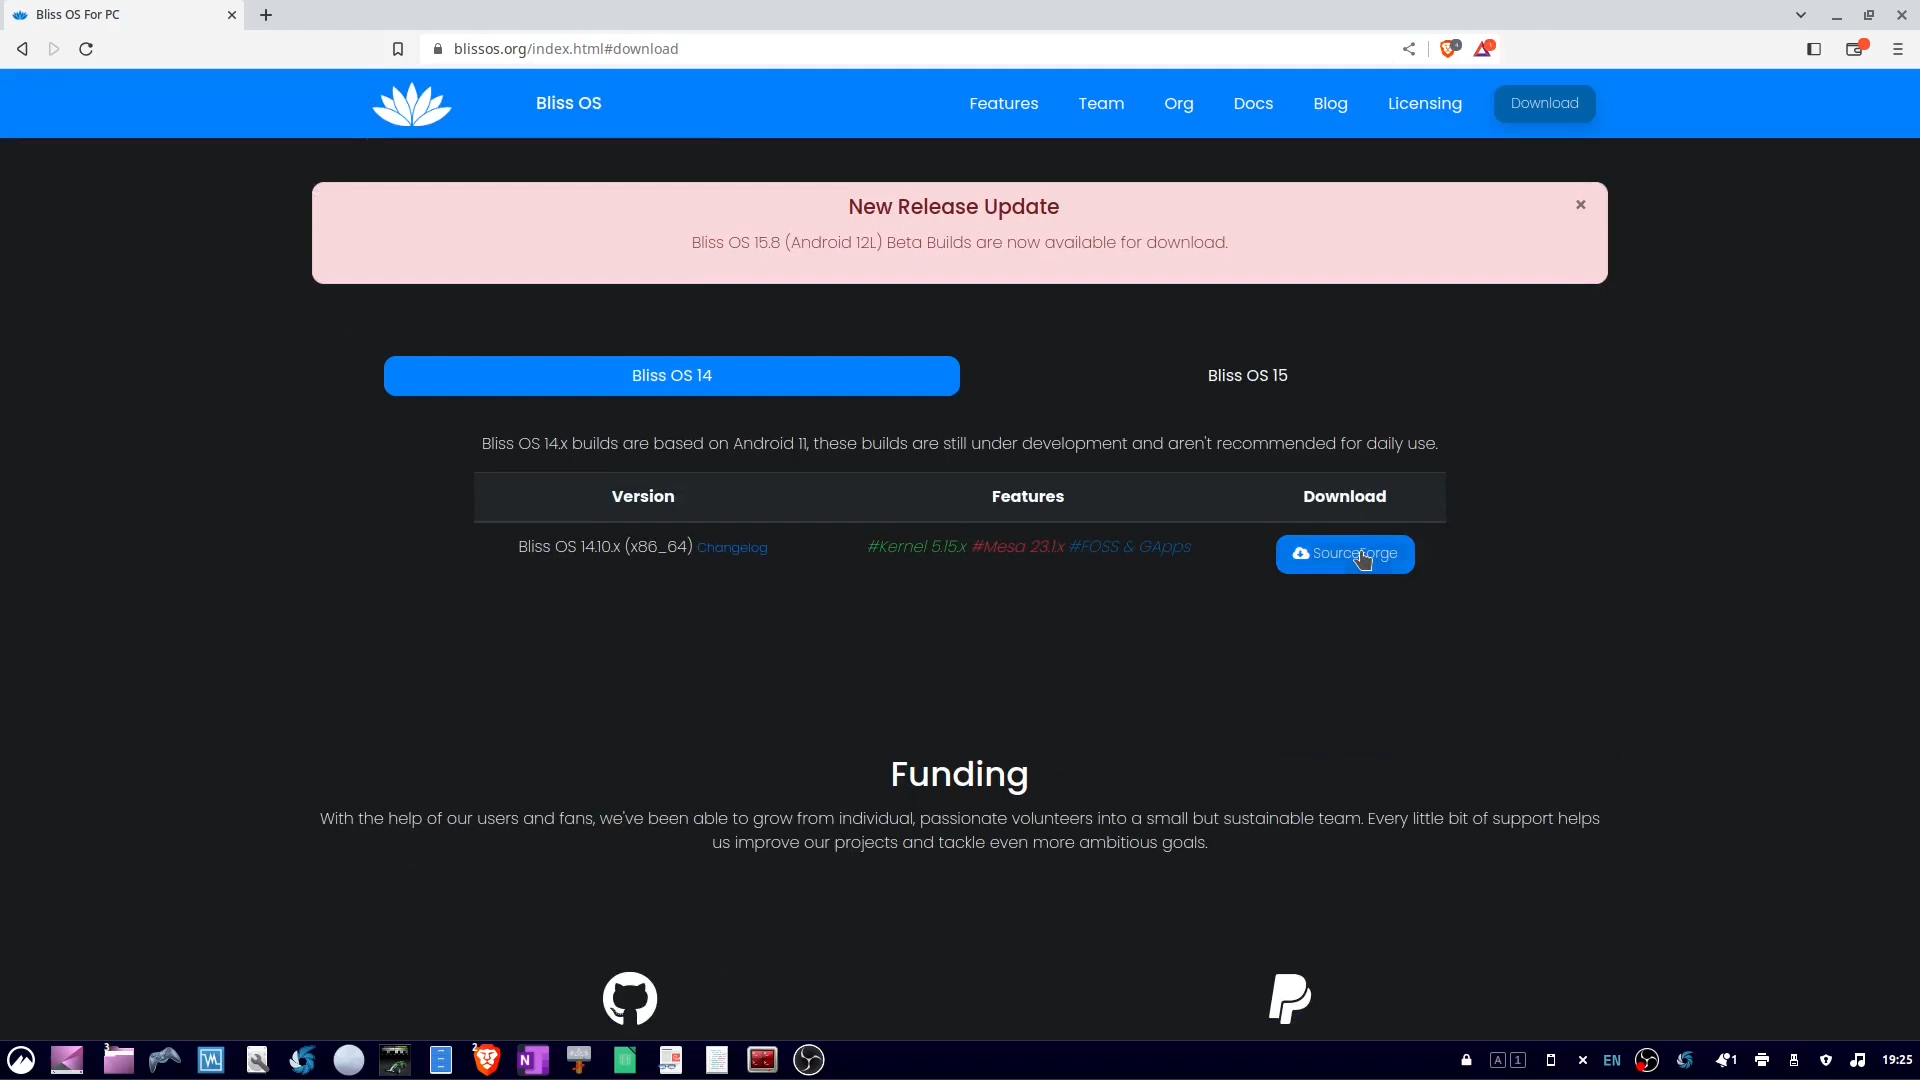 Bliss OS For PC
blissos.org/index.html#download
Bliss OS
Features
Team
Org
Docs
Blog
Licensing
Download
New Release Update
Bliss OS 15.8 (Android 12L) Beta Builds are now available for download.
Bliss OS 14
Bliss OS 15
Bliss OS 14.x builds are based on Android 11, these builds are still under development and aren't recommended for daily use.
Version
Features
Download
Bliss OS 14.10.x (x86_64) Changelog
#Kernel 5.15.x #Mesa 23.1.x #FOSS & GApps
SourceForge
Funding
With the help of our users and fans, we've been able to grow from individual, passionate volunteers into a small but sustainable team. Every little bit of support helps
us improve our projects and tackle even more ambitious goals.
3
2
N
A 1
EN
1
19:25